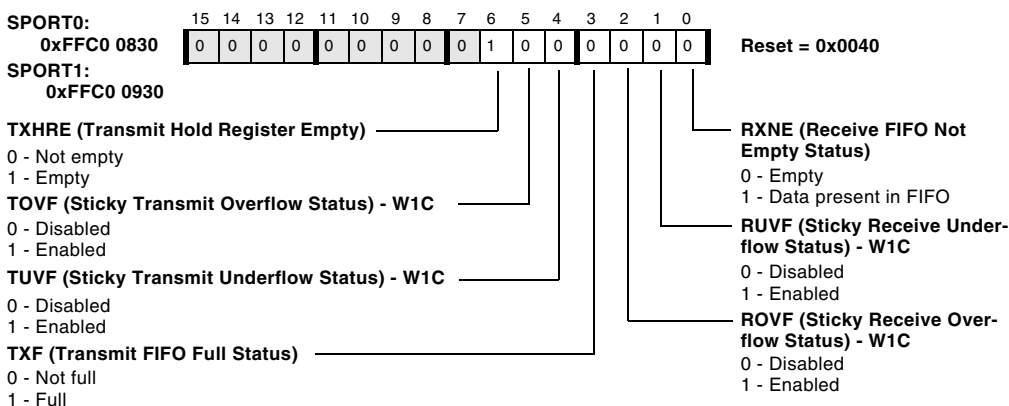 SPORT0:
0xFFC0 0830
SPORT1:
0xFFC0 0930
15 14 13 12 11 10 9 8 7 6 5 4 3 2 1 0
0 0 0 0 0 0 0 0 0 1 0 0 0 0 0 0
Reset = 0x0040
TXHRE (Transmit Hold Register Empty)
0 - Not empty
1 - Empty
TOVF (Sticky Transmit Overflow Status) - W1C
0 - Disabled
1 - Enabled
TUVF (Sticky Transmit Underflow Status) - W1C
0 - Disabled
1 - Enabled
TXF (Transmit FIFO Full Status)
0 - Not full
1 - Full
RXNE (Receive FIFO Not
Empty Status)
0 - Empty
1 - Data present in FIFO
RUVF (Sticky Receive Under-
flow Status) - W1C
0 - Disabled
1 - Enabled
ROVF (Sticky Receive Over-
flow Status) - W1C
0 - Disabled
1 - Enabled